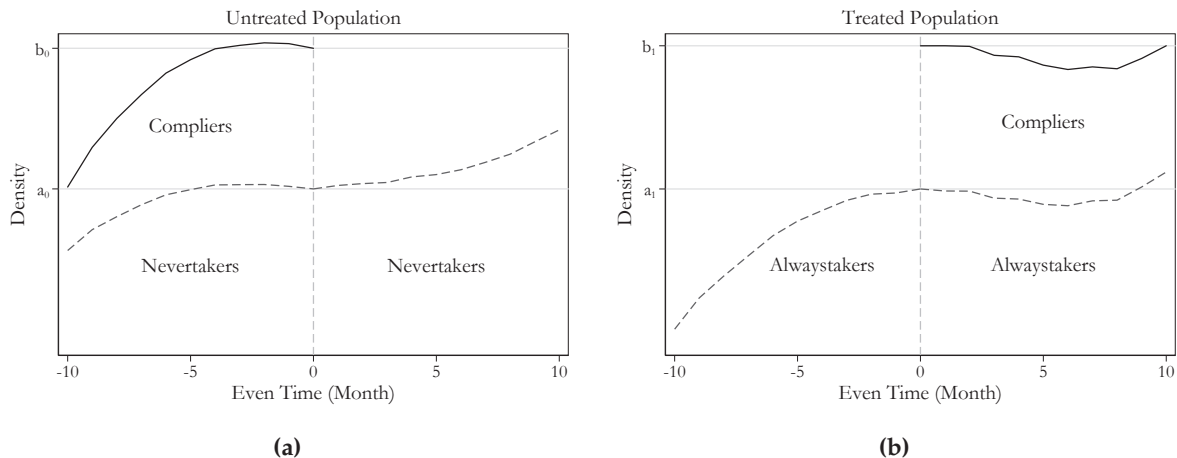 Untreated Population
b0
a0
Density
Compliers
Nevertakers
Nevertakers
-10
-5
0
5
10
Even Time (Month)
(a)
Treated Population
b1
a1
Density
Compliers
Alwaystakers
Alwaystakers
-10
-5
0
5
10
Even Time (Month)
(b)